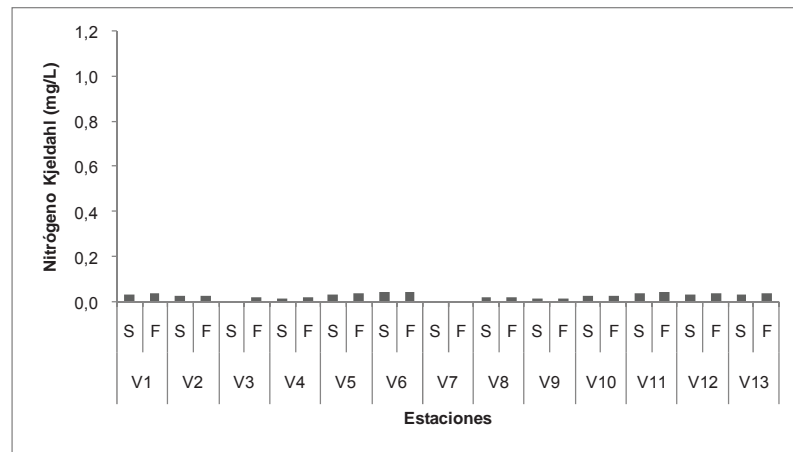 Nitrógeno Kjeldahl (mg/L)
1,2
1,0
0,8
0,6
0,4
0,2
0,0
S F S F S F S F S F S F S F S F S F S F S F S F S F
V1 V2 V3 V4 V5 V6 V7 V8 V9 V10 V11 V12 V13
Estaciones